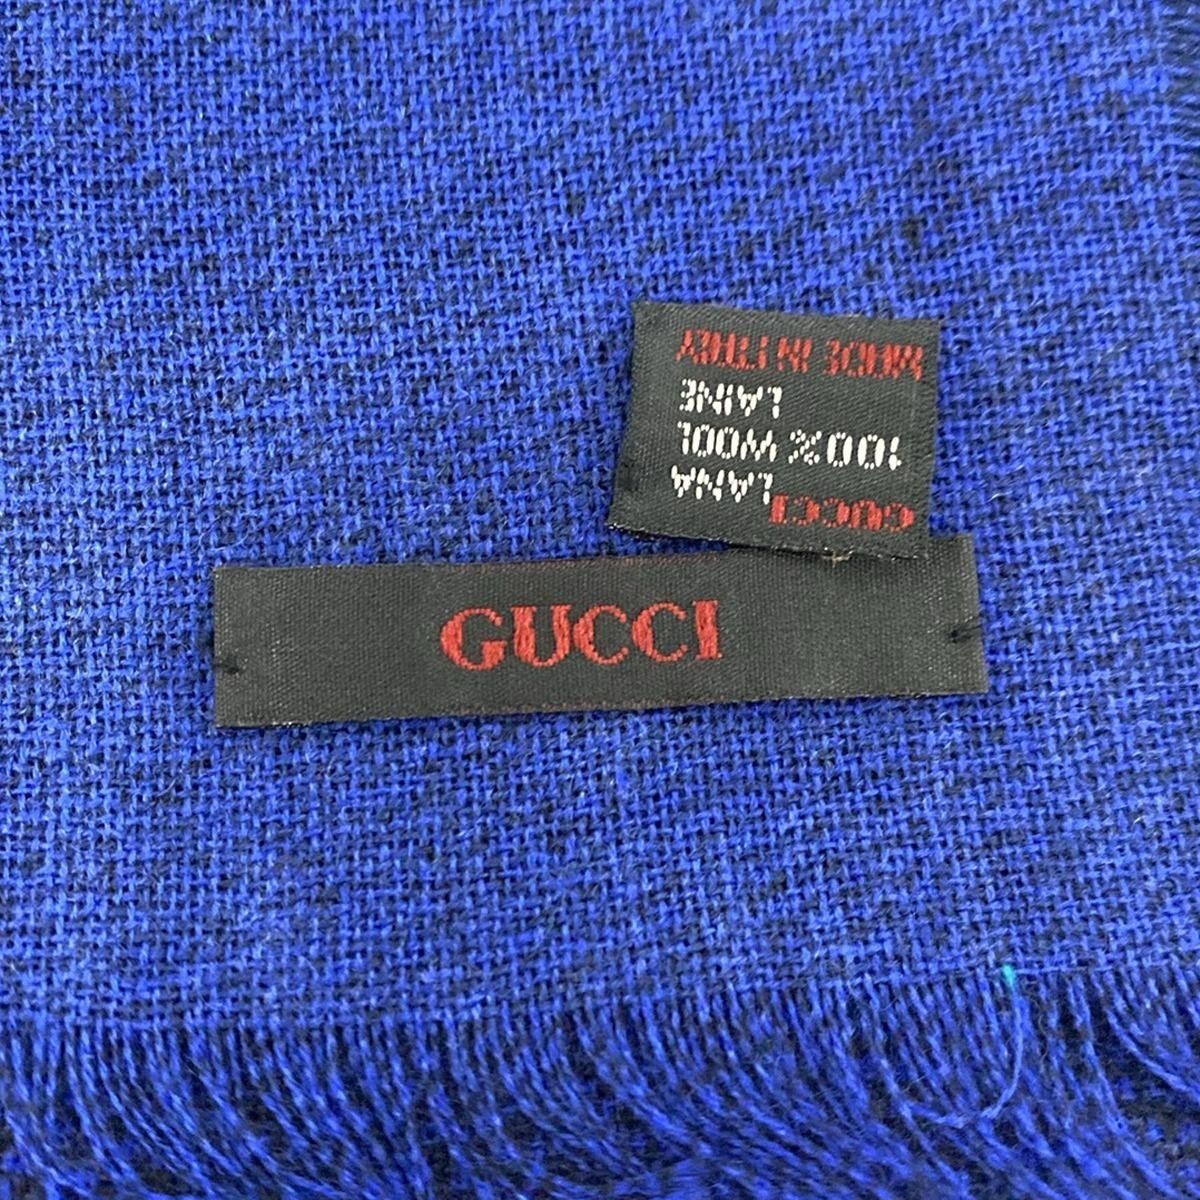 GUCCI
GUCCI
LANA
100% WOOL
LAINE
MADE IN ITALY